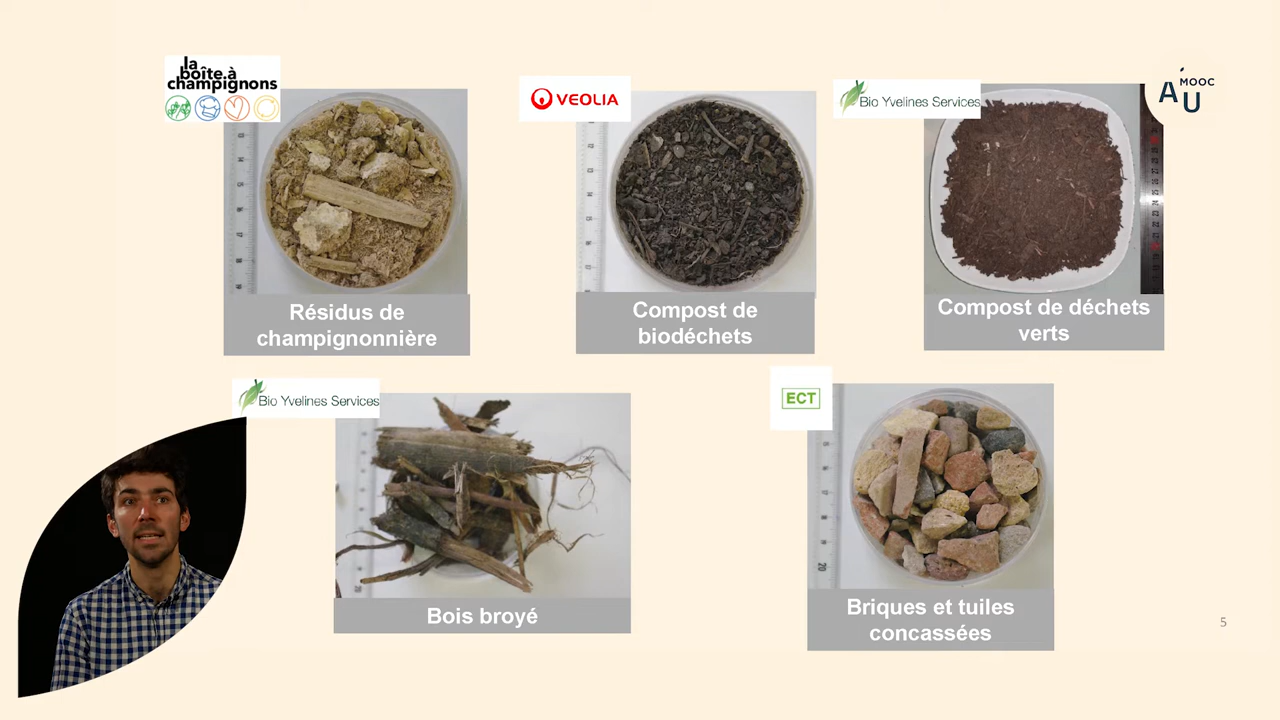 la
boîte à
champignons
VEOLIA
Bio Yvelines Services
MOOC
AU
Résidus de
champignonnière
Compost de
biodéchets
Compost de déchets
verts
Bio Yvelines Services
ECT
Bois broyé
Briques et tuiles
concassées
5